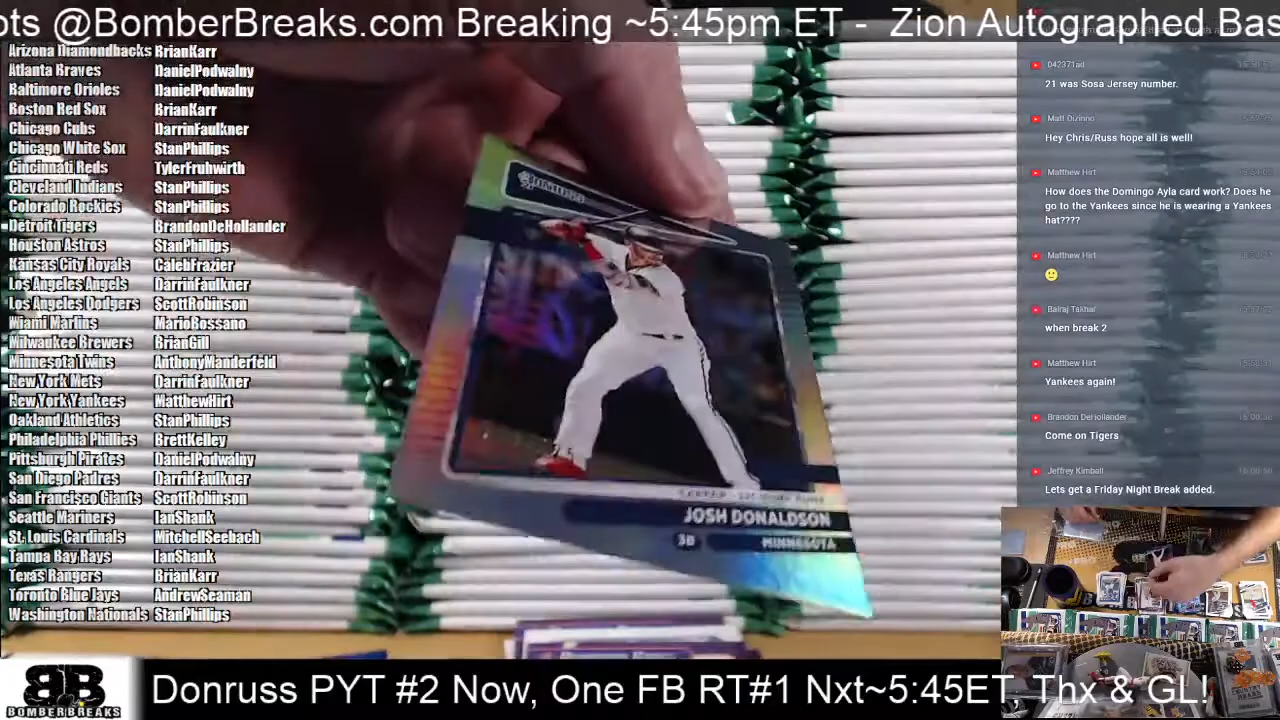 ots @BomberBreaks.com Breaking ~5:45pm ET - Zion Autographed Bas
Arizona Diamondbacks BrianKarr
Atlanta Braves DanielPodwalny
Baltimore Orioles DanielPodwalny
Boston Red Sox BrianKarr
Chicago Cubs DarrinFaulkner
Chicago White Sox StanPhillips
Cincinnati Reds TylerFruhwirth
Cleveland Indians StanPhillips
Colorado Rockies StanPhillips
Detroit Tigers BrandonDeHollander
Houston Astros StanPhillips
Kansas City Royals CalebFrazier
Los Angeles Angels DarrinFaulkner
Los Angeles Dodgers ScottRobinson
Miami Marlins MarioRossano
Milwaukee Brewers BrianGill
Minnesota Twins AnthonyManderfeld
New York Mets DarrinFaulkner
New York Yankees MatthewHirt
Oakland Athletics StanPhillips
Philadelphia Phillies BrettKelley
Pittsburgh Pirates DanielPodwalny
San Diego Padres DarrinFaulkner
San Francisco Giants ScottRobinson
Seattle Mariners IanShank
St. Louis Cardinals MitchellSeebach
Tampa Bay Rays IanShank
Texas Rangers BrianKarr
Toronto Blue Jays AndrewSeaman
Washington Nationals StanPhillips
Donruss
JOSH DONALDSON
3B MINNESOTA
042371ad
21 was Sosa Jersey number.
Matt Dizinno
Hey Chris/Russ hope all is well!
Matthew Hirt
How does the Domingo Ayla card work? Does he
go to the Yankees since he is wearing a Yankees
hat????
Matthew Hirt
🙂
Balraj Takhar
when break 2
Matthew Hirt
Yankees again!
Brandon DeHollander
Come on Tigers
Jeffrey Kimball
Lets get a Friday Night Break added.
BB
BOMBERBREAKS
Donruss PYT #2 Now, One FB RT#1 Nxt~5:45ET. Thx & GL!